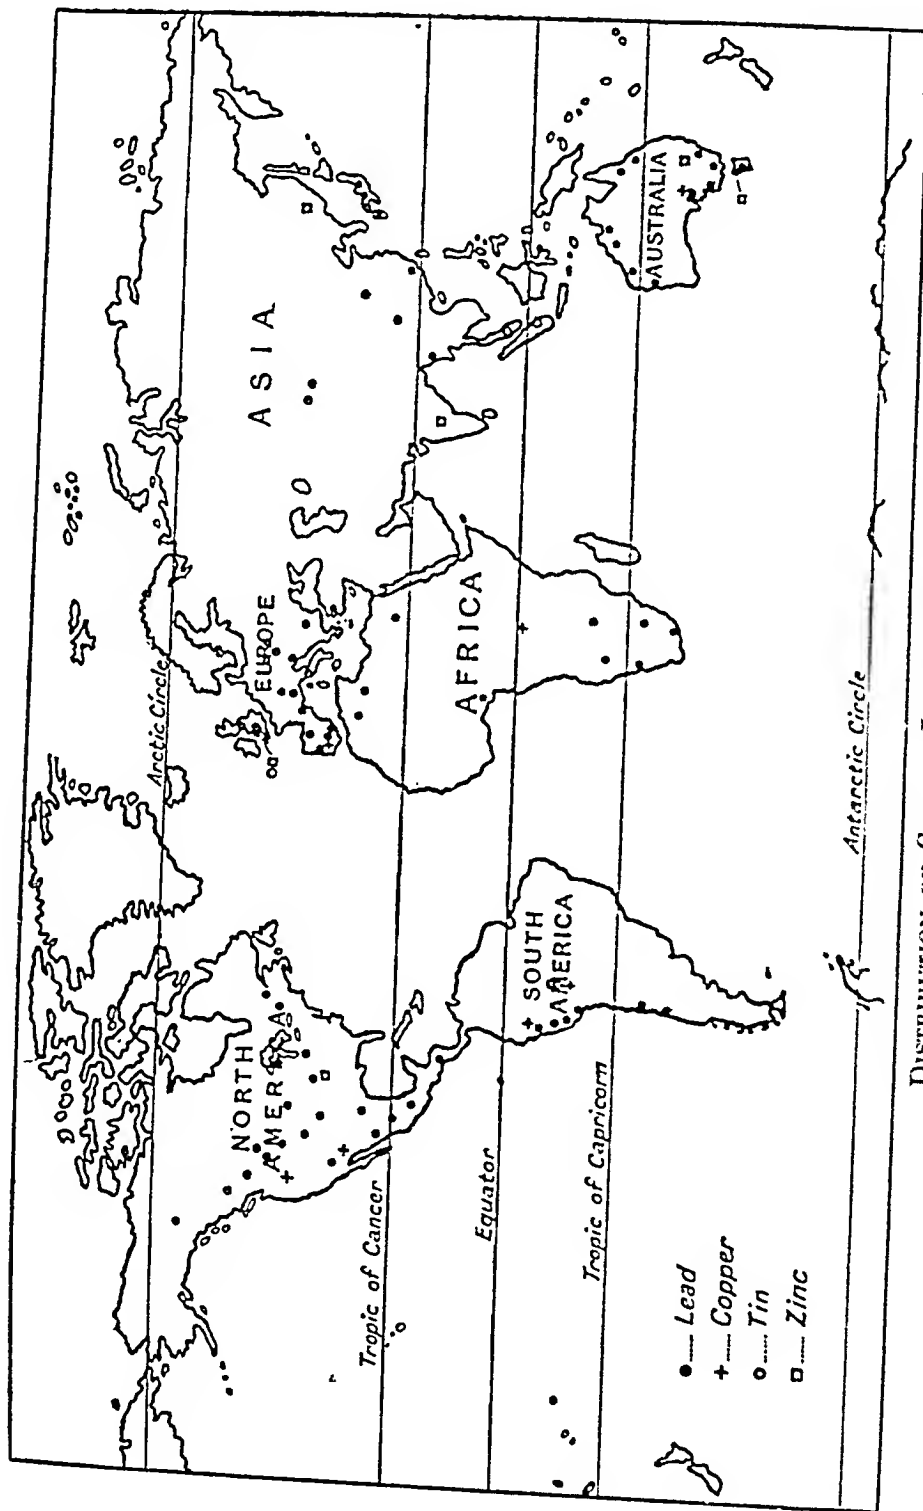 Arctic Circle
EUROPE
ASIA
NORTH
AMERICA
AFRICA
Tropic of Cancer
SOUTH
AMERICA
Equator
AUSTRALIA
Tropic of Capricorn
Antarctic Circle
Lead
Copper
Tin
Zinc
DISTRIBUTION